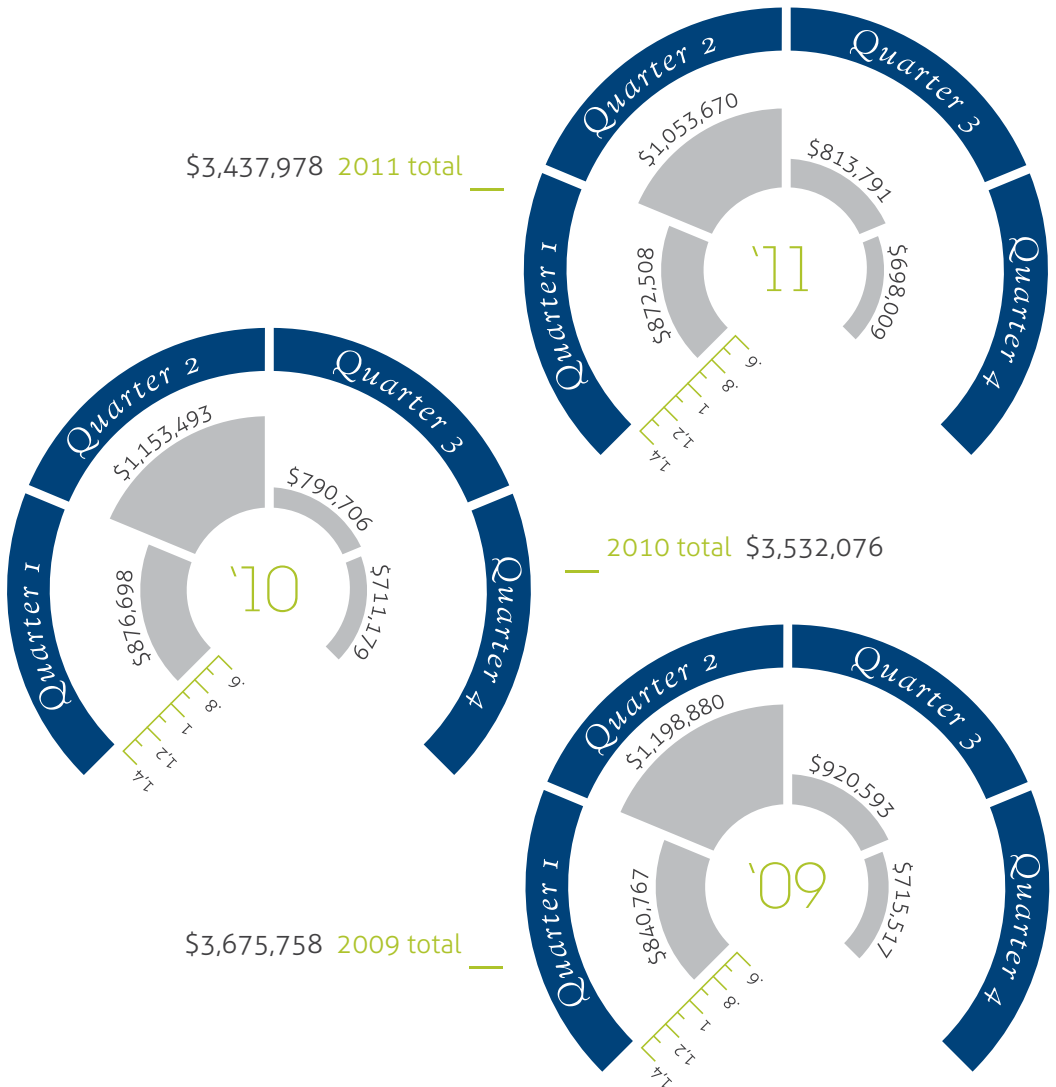 Quarter 1
Quarter 2
Quarter 3
Quarter 4
$872,508
$1,053,670
$813,791
$698,009
'11
.6
.8
1
1,2
1,4
$3,437,978 2011 total
Quarter 1
Quarter 2
Quarter 3
Quarter 4
$876,698
$1,153,493
$790,706
$711,179
'10
.6
.8
1
1,2
1,4
2010 total $3,532,076
Quarter 1
Quarter 2
Quarter 3
Quarter 4
$840,767
$1,198,880
$920,593
$715,517
'09
.6
.8
1
1,2
1,4
$3,675,758 2009 total